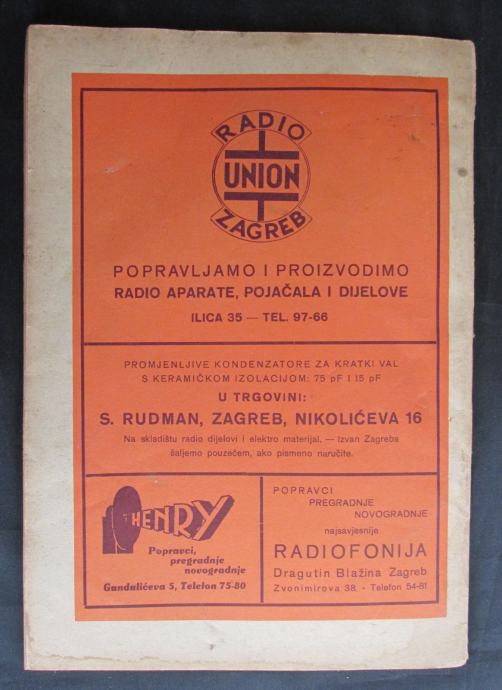 RADIO
UNION
ZAGREB
POPRAVLJAMO I PROIZVODIMO
RADIO APARATE, POJAČALA I DIJELOVE
ILICA 35 — TEL. 97-66
PROMJENLJIVE KONDENZATORE ZA KRATKI VAL
S KERAMIČKOM IZOLACIJOM: 75 pF I 15 pF
U TRGOVINI:
S. RUDMAN, ZAGREB, NIKOLIĆEVA 16
Na skladištu radio dijelovi i elektro materijal. — Izvan Zagreba
šaljemo pouzećem, ako pismeno naručite.
HENRY
Popravci,
pregradnje
novogradnje
Gundulićeva 5, Telefon 75-80
POPRAVCI
PREGRADNJE
NOVOGRADNJE
najsavjesnije
RADIOFONIJA
Dragutin Blažina Zagreb
Zvonimirova 38 - Telefon 54-81